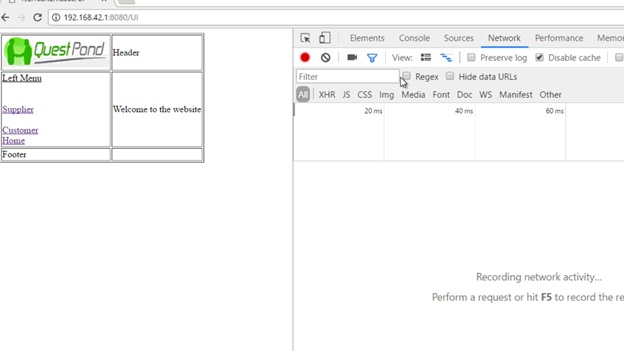 192.168.42.1:8080/UI
QuestPond
Header
Left Menu
Supplier
Welcome to the website
Customer
Home
Footer
Elements Console Sources Network Performance
View: Preserve log Disable cache
Filter Regex Hide data URLs
All XHR JS CSS Img Media Font Doc WS Manifest Other
20 ms 40 ms 60 ms
Recording network activity...
Perform a request or hit F5 to record the re